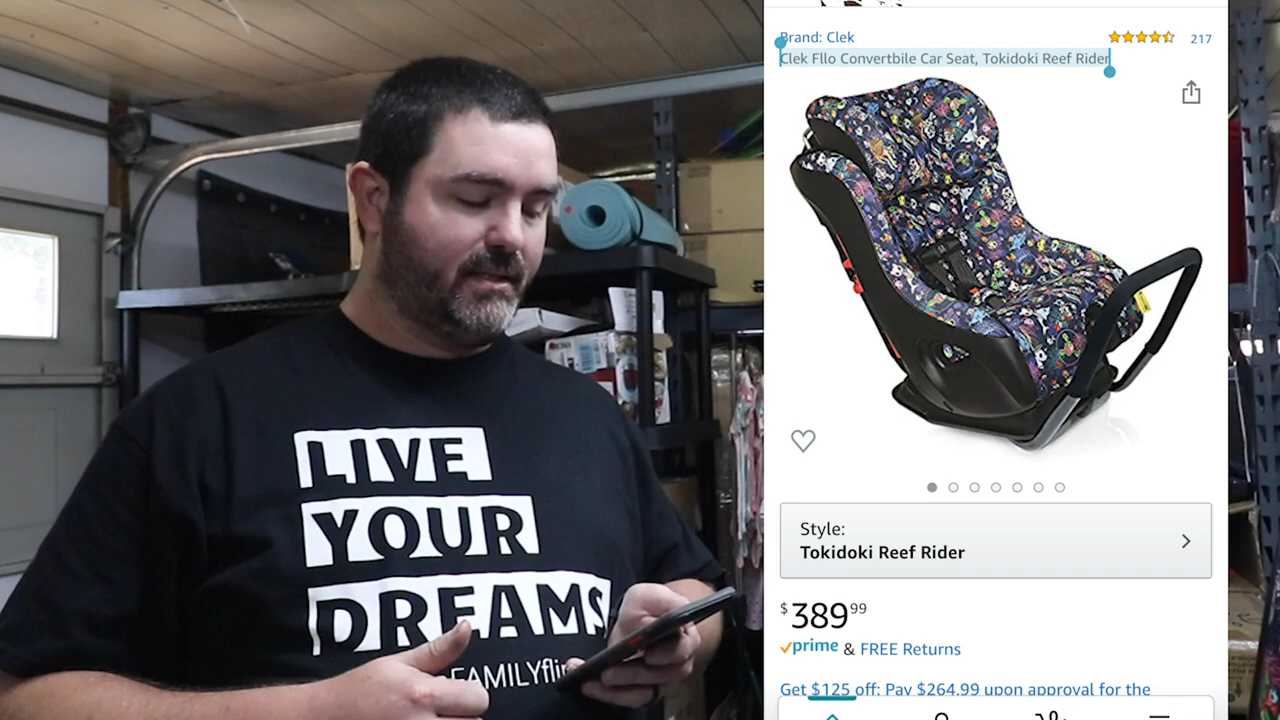 LIVE
YOUR
DREAMS
FAMILYfli
Brand: Clek
217
Clek Fllo Convertbile Car Seat, Tokidoki Reef Rider
Style:
Tokidoki Reef Rider
$389 99
prime & FREE Returns
Get $125 off: Pay $264.99 upon approval for the